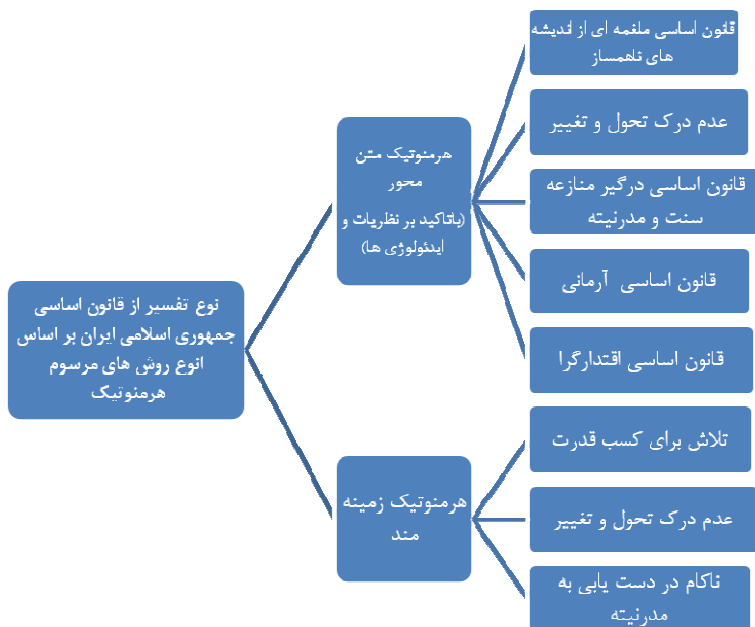 نوع تفسیر از قانون اساسی
جمهوری اسلامی ایران بر اساس
انوع روش های مرسوم
هرمنوتیک
هرمنوتیک متن
محور
(باتاکید بر نظریات و
ایدئولوژی ها)
قانون اساسی ملغمه ای از اندیشه
های ناهمساز
عدم درک تحول و تغییر
قانون اساسی درگیر منازعه
سنت و مدرنیته
قانون اساسی آرمانی
قانون اساسی اقتدارگرا
هرمنوتیک زمینه
مند
تلاش برای کسب قدرت
عدم درک تحول و تغییر
ناکام در دست یابی به
مدرنیته